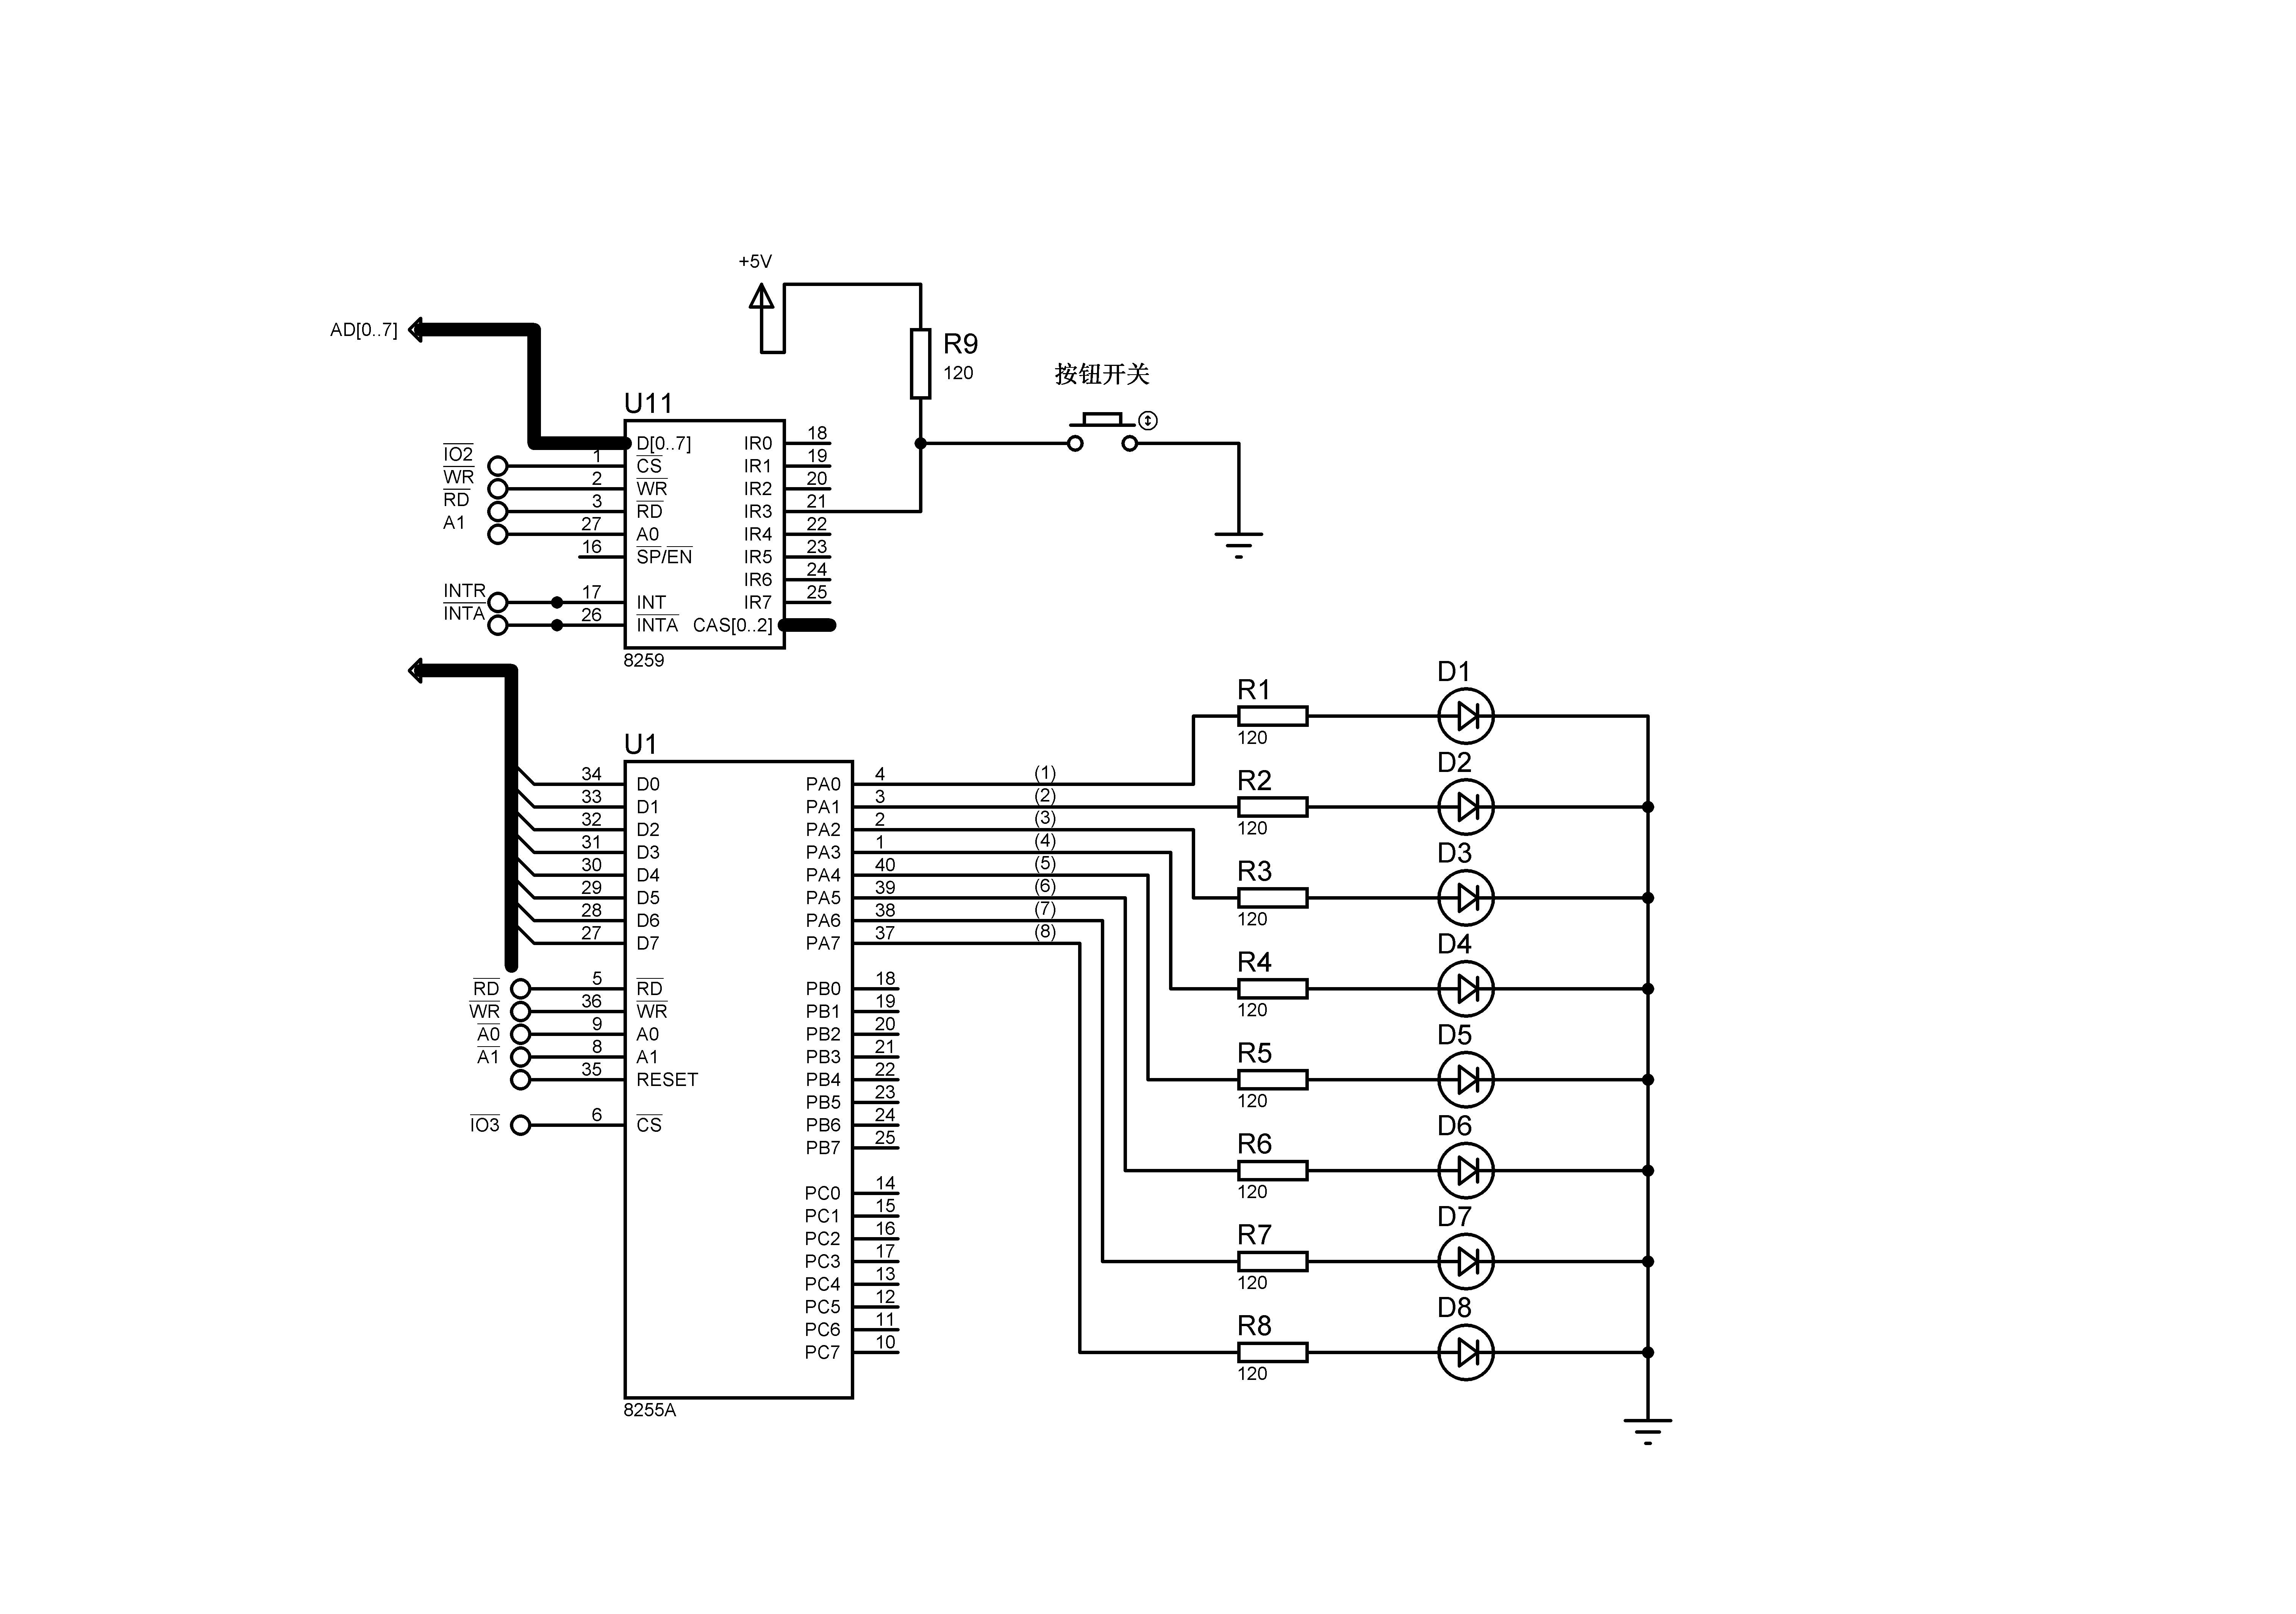 +5V
AD[0..7]
R9
120
按钮开关
U11
D[0..7]
IR0
18
IO2
1
CS
IR1
19
WR
2
WR
IR2
20
RD
3
RD
IR3
21
A1
27
A0
IR4
22
16
SP/EN
IR5
23
IR6
24
INTR
17
INT
IR7
25
INTA
26
INTA
CAS[0..2]
8259
U1
34
D0
PA0
4
(1)
33
D1
PA1
3
(2)
32
D2
PA2
2
(3)
31
D3
PA3
1
(4)
30
D4
PA4
40
(5)
29
D5
PA5
39
(6)
28
D6
PA6
38
(7)
27
D7
PA7
37
(8)
RD
5
RD
PB0
18
WR
36
WR
PB1
19
A0
9
A0
PB2
20
A1
8
A1
PB3
21
35
RESET
PB4
22
PB5
23
IO3
6
CS
PB6
24
PB7
25
PC0
14
PC1
15
PC2
16
PC3
17
PC4
13
PC5
12
PC6
11
PC7
10
8255A
R1
120
D1
R2
120
D2
R3
120
D3
R4
120
D4
R5
120
D5
R6
120
D6
R7
120
D7
R8
120
D8